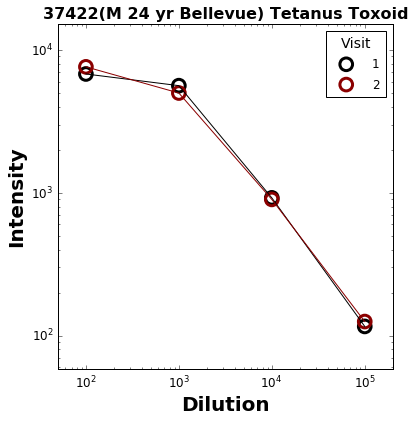 37422(M 24 yr Bellevue) Tetanus Toxoid
Visit
1
2
Intensity
10⁴
10³
10²
10² 10³ 10⁴ 10⁵
Dilution